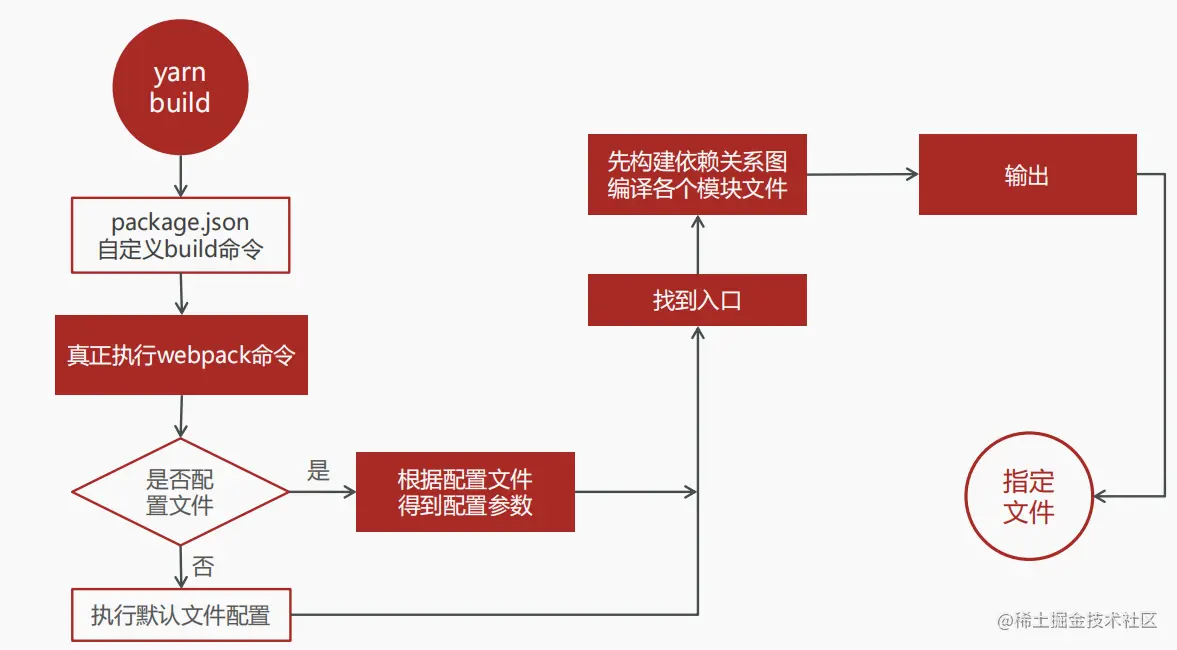 yarn
build
package.json
自定义build命令
真正执行webpack命令
是否配
置文件
是
否
根据配置文件
得到配置参数
执行默认文件配置
找到入口
先构建依赖关系图
编译各个模块文件
输出
指定
文件
@稀土掘金技术社区